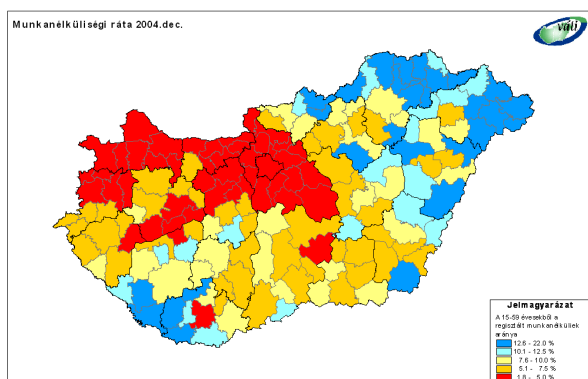 Munkanélküliségi ráta 2004.dec.
váti
Jelmagyarázat
A 15-59 évesekből a
regisztált munkanélküliek
aránya
12.6 - 22.0 %
10.1 - 12.5 %
7.6 - 10.0 %
5.1 - 7.5 %
1.8 - 5.0 %